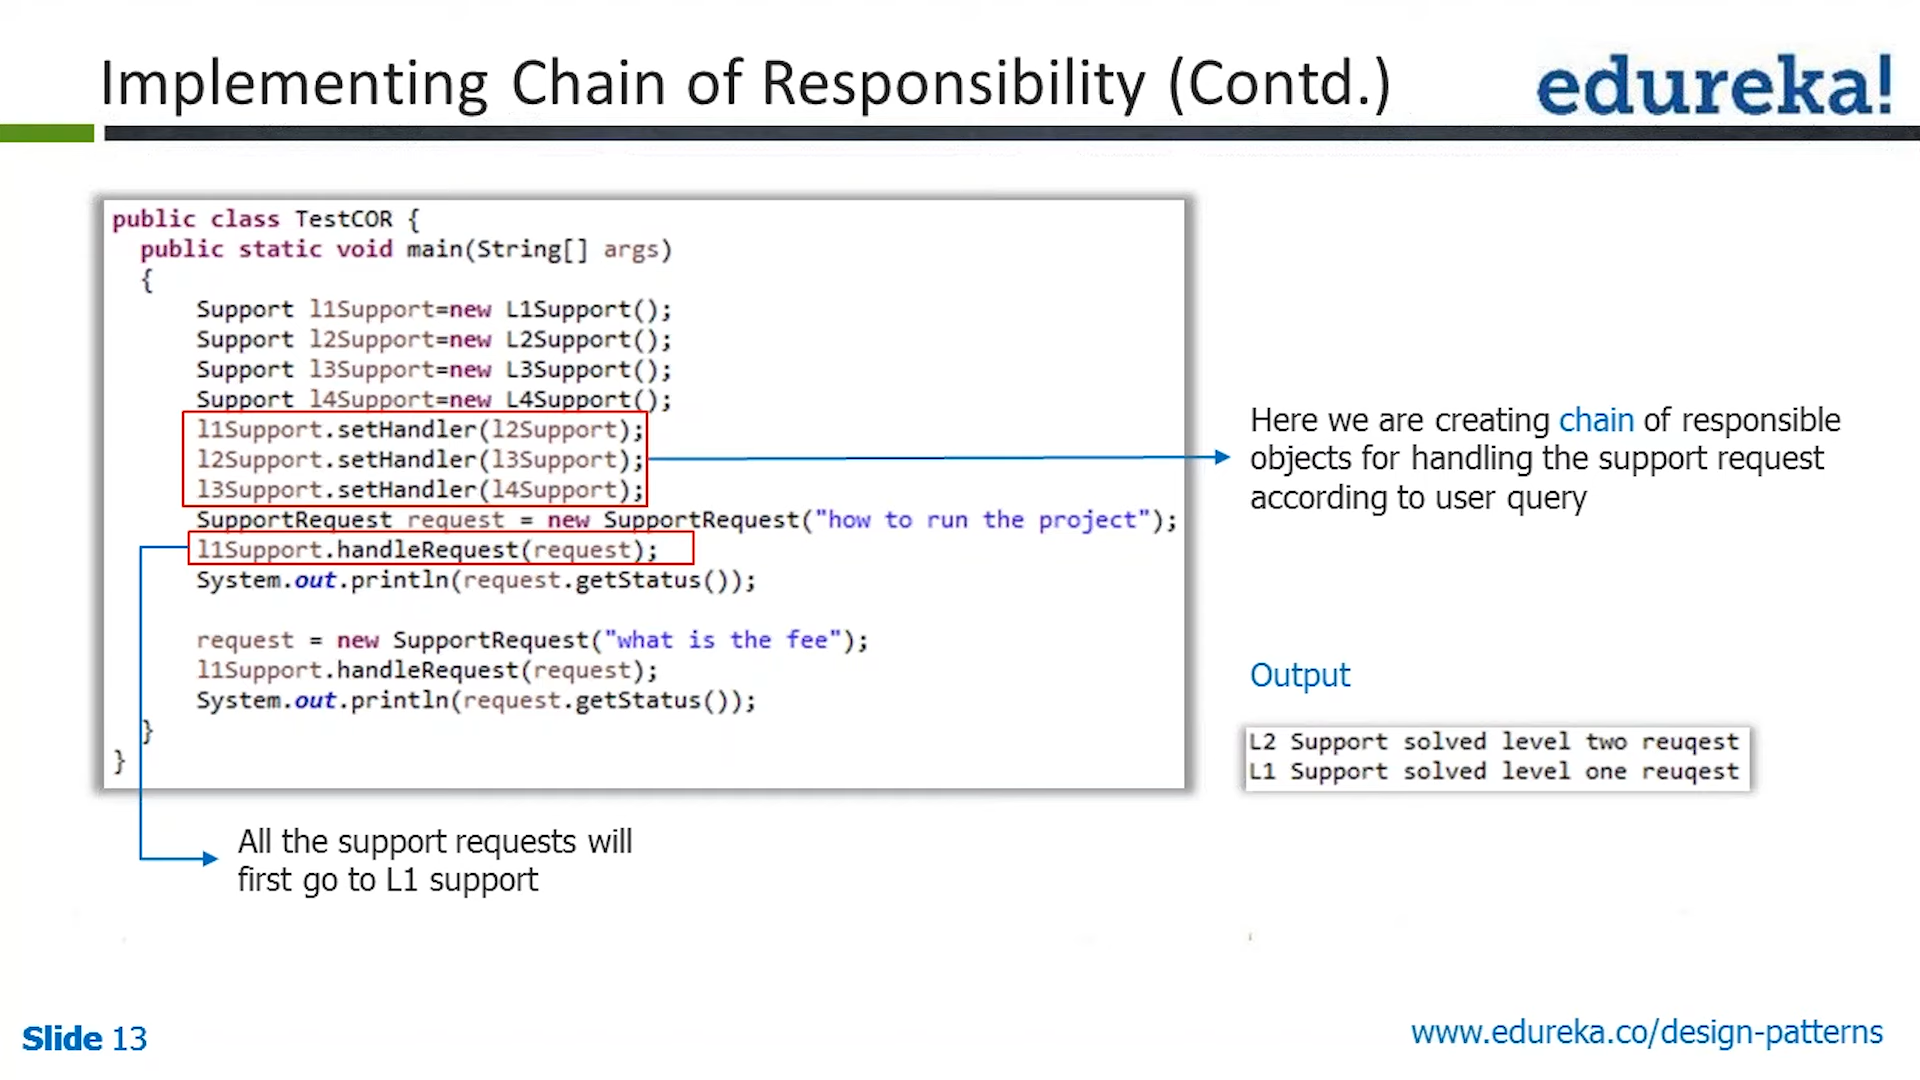 Implementing Chain of Responsibility (Contd.)
edureka!
public class TestCOR {
public static void main(String[] args)
{
Support l1Support=new L1Support();
Support l2Support=new L2Support();
Support l3Support=new L3Support();
Support l4Support=new L4Support();
l1Support.setHandler(l2Support);
l2Support.setHandler(l3Support);
l3Support.setHandler(l4Support);
SupportRequest request = new SupportRequest("how to run the project");
l1Support.handleRequest(request);
System.out.println(request.getStatus());
request = new SupportRequest("what is the fee");
l1Support.handleRequest(request);
System.out.println(request.getStatus());
}
}
Here we are creating chain of responsible
objects for handling the support request
according to user query
Output
L2 Support solved level two reuqest
L1 Support solved level one reuqest
All the support requests will
first go to L1 support
Slide 13
www.edureka.co/design-patterns